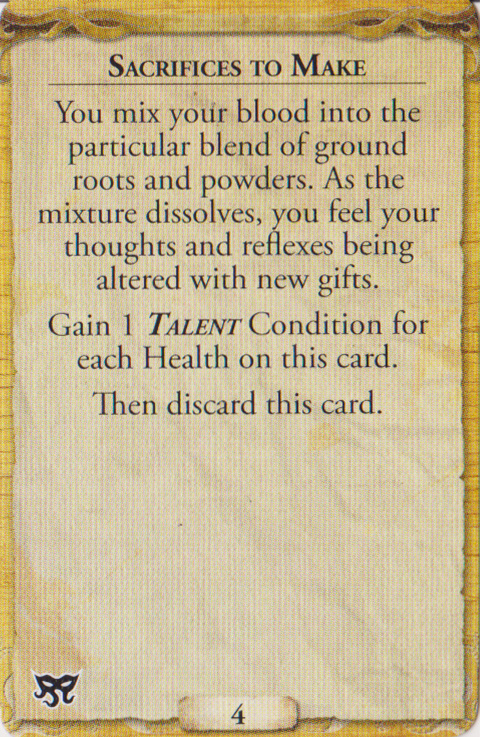 SACRIFICES TO MAKE
You mix your blood into the
particular blend of ground
roots and powders. As the
mixture dissolves, you feel your
thoughts and reflexes being
altered with new gifts.
Gain 1 TALENT Condition for
each Health on this card.
Then discard this card.
4